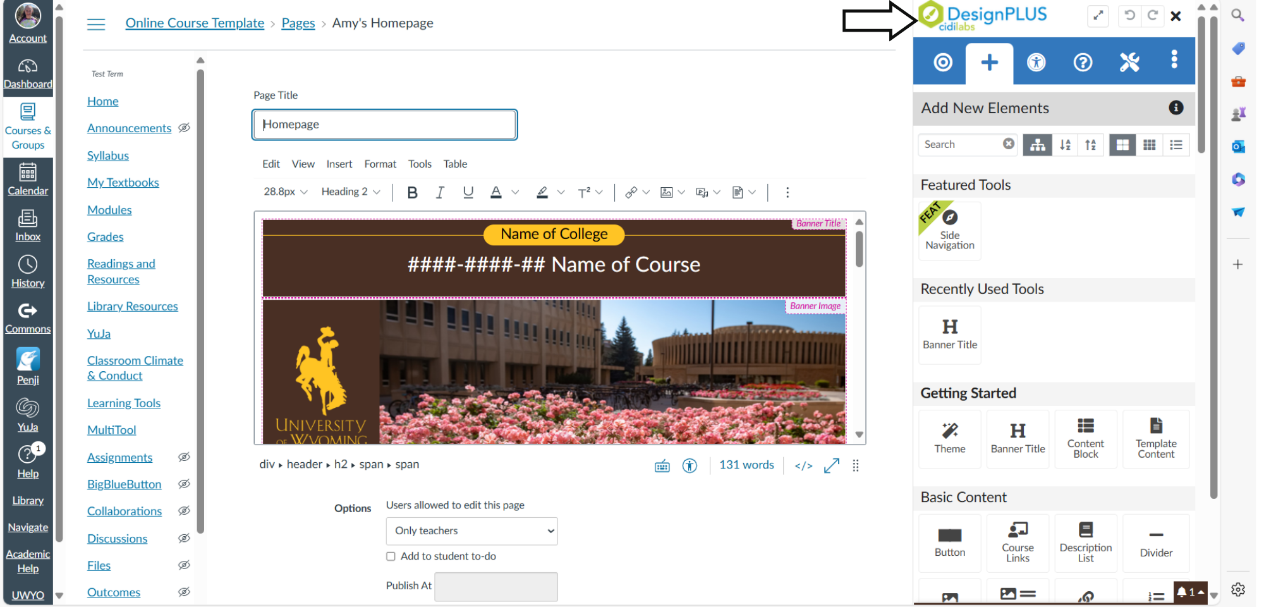 Account
Dashboard
Courses &
Groups
Calendar
Inbox
History
Commons
Penji
YuJa
1
Help
Library
Navigate
Academic
Help
UWYO
Online Course Template > Pages > Amy's Homepage
Test Term
Home
Announcements
Syllabus
My Textbooks
Modules
Grades
Readings and
Resources
Library Resources
YuJa
Classroom Climate
& Conduct
Learning Tools
MultiTool
Assignments
BigBlueButton
Collaborations
Discussions
Files
Outcomes
Page Title
Homepage
Edit View Insert Format Tools Table
28.8px Heading 2 B I U A T²
Banner Title
Name of College
####-####-## Name of Course
Banner Image
UNIVERSITY
OF WYOMING
div ▸ header ▸ h2 ▸ span ▸ span
131 words </>
Options
Users allowed to edit this page
Only teachers
Add to student to-do
Publish At
DesignPLUS
cidilabs
Add New Elements
Search
Featured Tools
FEAT
Side
Navigation
Recently Used Tools
H
Banner Title
Getting Started
Theme
H
Banner Title
Content
Block
Template
Content
Basic Content
Button
Course
Links
Description
List
Divider
1